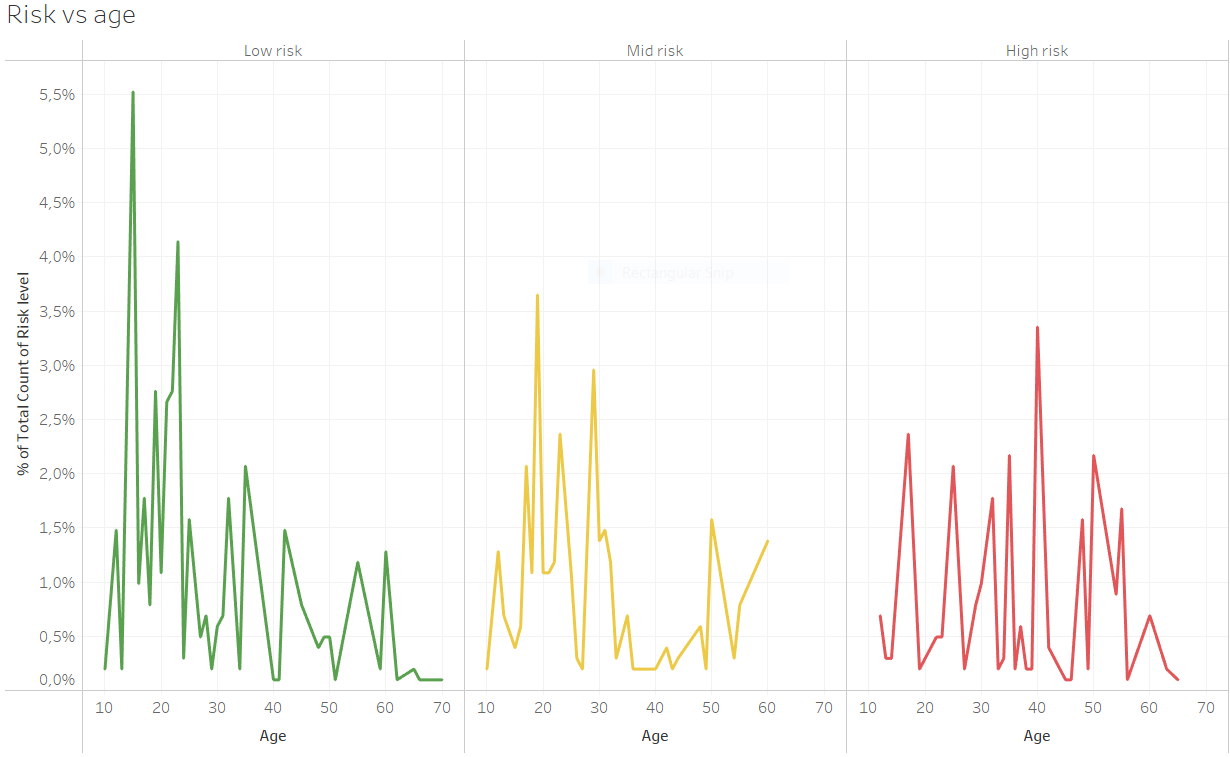 Risk vs age
Low risk Mid risk High risk
% of Total Count of Risk level
5,5%
5,0%
4,5%
4,0%
3,5%
3,0%
2,5%
2,0%
1,5%
1,0%
0,5%
0,0%
Rectangular Snip
10 20 30 40 50 60 70 10 20 30 40 50 60 70 10 20 30 40 50 60 70
Age Age Age